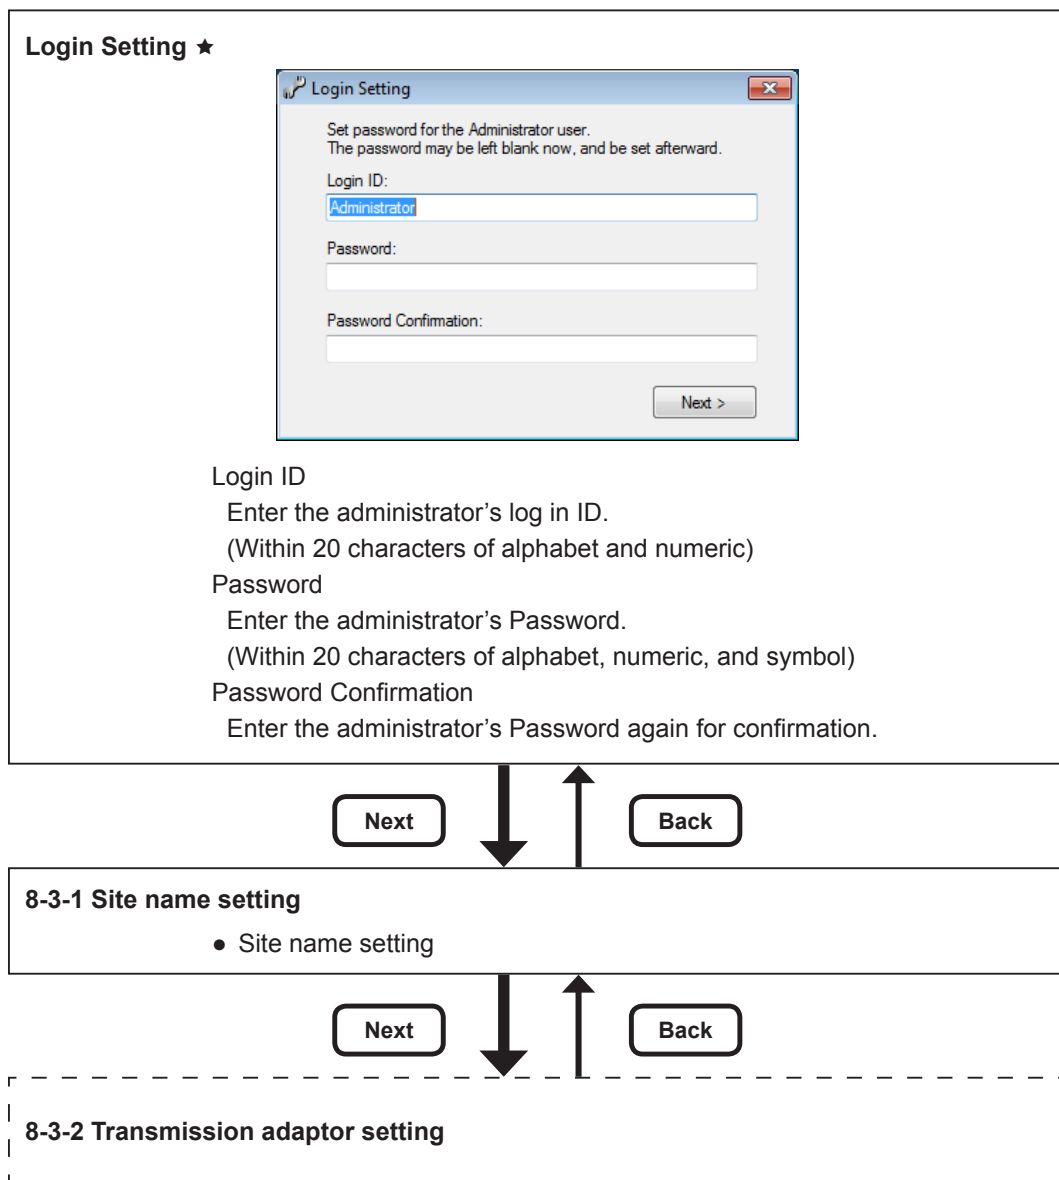 Login Setting ★
Login Setting
Set password for the Administrator user.
The password may be left blank now, and be set afterward.
Login ID:
Administrator
Password:
Password Confirmation:
Next >
Login ID
Enter the administrator’s log in ID.
(Within 20 characters of alphabet and numeric)
Password
Enter the administrator’s Password.
(Within 20 characters of alphabet, numeric, and symbol)
Password Confirmation
Enter the administrator’s Password again for confirmation.
Next
Back
8-3-1 Site name setting
● Site name setting
Next
Back
8-3-2 Transmission adaptor setting